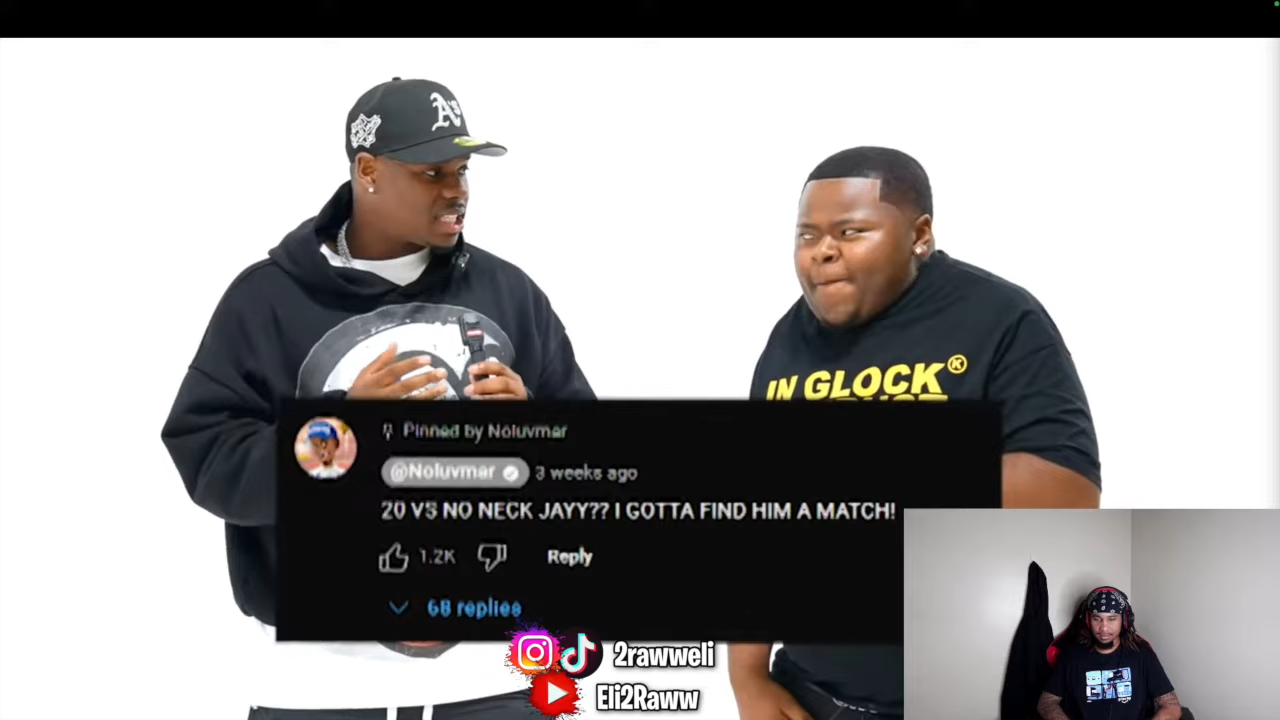 A's
IN GLOCK
Pinned by Noluvmar
@Noluvmar 3 weeks ago
20 VS NO NECK JAYY?? I GOTTA FIND HIM A MATCH!
1.2K Reply
68 replies
2rawweli
Eli2Raww